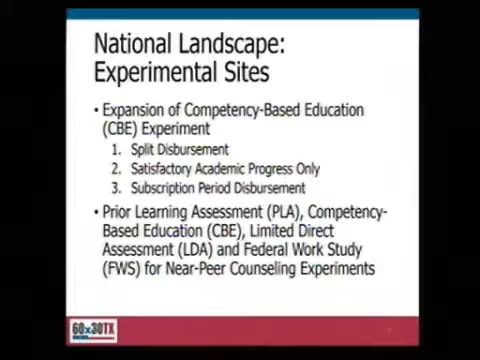 National Landscape:
Experimental Sites
• Expansion of Competency-Based Education
(CBE) Experiment
1. Split Disbursement
2. Satisfactory Academic Progress Only
3. Subscription Period Disbursement
• Prior Learning Assessment (PLA), Competency-
Based Education (CBE), Limited Direct
Assessment (LDA) and Federal Work Study
(FWS) for Near-Peer Counseling Experiments
60x30TX